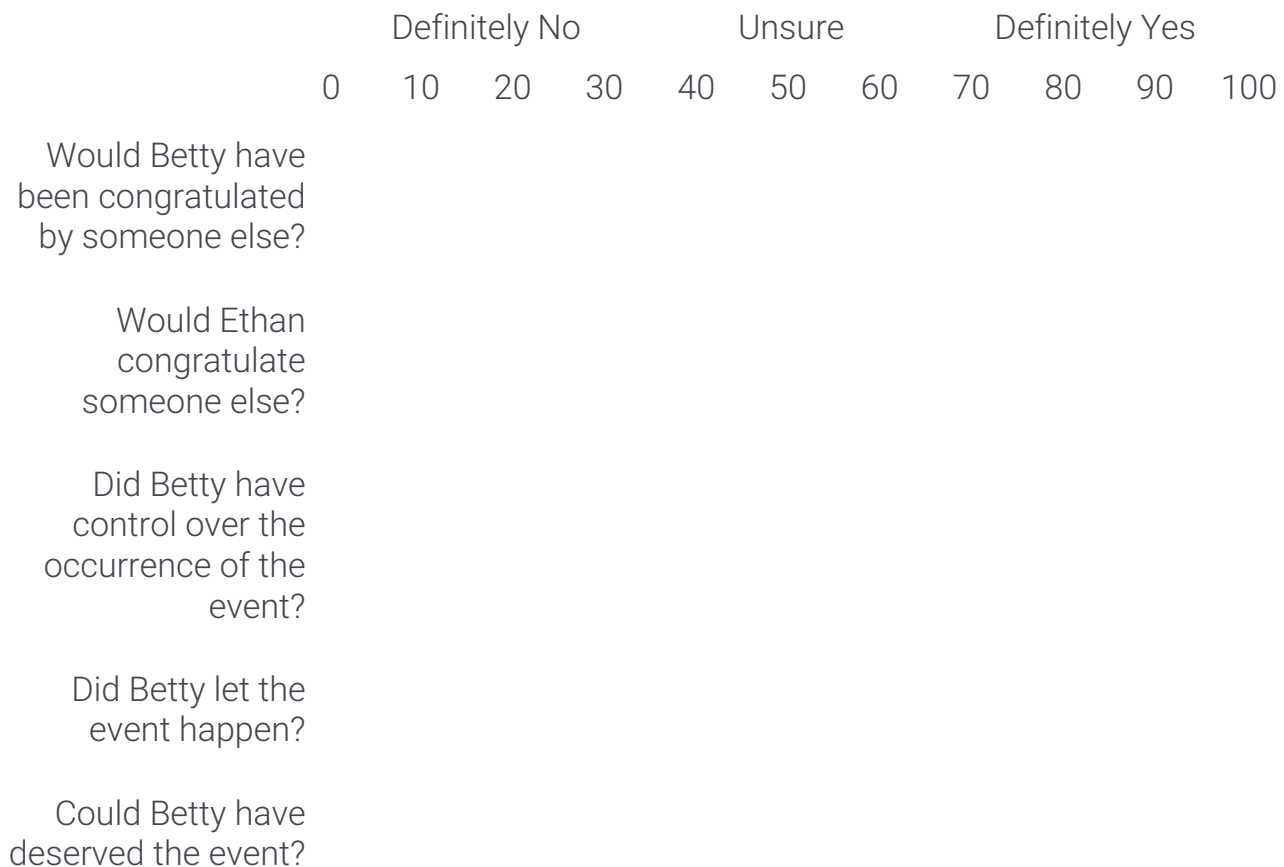 Definitely No Unsure Definitely Yes
0 10 20 30 40 50 60 70 80 90 100
Would Betty have
been congratulated
by someone else?
Would Ethan
congratulate
someone else?
Did Betty have
control over the
occurrence of the
event?
Did Betty let the
event happen?
Could Betty have
deserved the event?